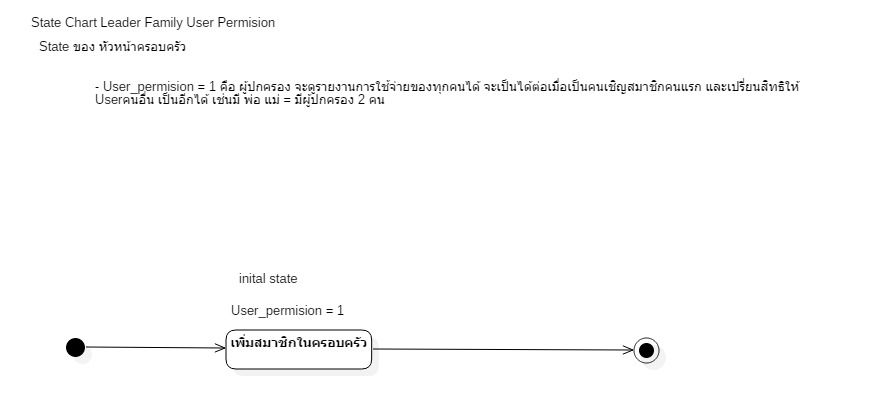 State Chart Leader Family User Permision
State ของ หัวหน้าครอบครัว
- User_permision = 1 คือ ผู้ปกครอง จะดูรายงานการใช้จ่ายของทุกคนได้ จะเป็นได้ต่อเมื่อเป็นคนเชิญสมาชิกคนแรก และเปรี่ยนสิทธิให้
Userคนอื่น เป็นอีกได้ เช่นมี พ่อ แม่ = มีผู้ปกครอง 2 คน
inital state
User_permision = 1
เพิ่มสมาชิกในครอบครัว